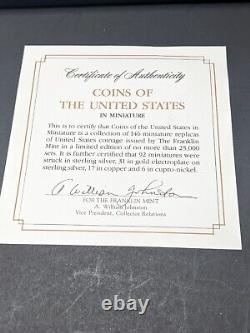 Certificate of Authenticity
COINS OF
THE UNITED STATES
IN MINIATURE
This is to certify that Coins of the United States in
Miniature is a collection of 146 miniature replicas
of United States coinage issued by The Franklin
Mint in a limited edition of no more than 25,000
sets. It is further certified that 92 miniatures were
struck in sterling silver, 31 in gold electroplate on
sterling silver, 17 in copper and 6 in cupro-nickel.
A William Johnston
FOR THE FRANKLIN MINT
A. William Johnston
Vice President, Collector Relations